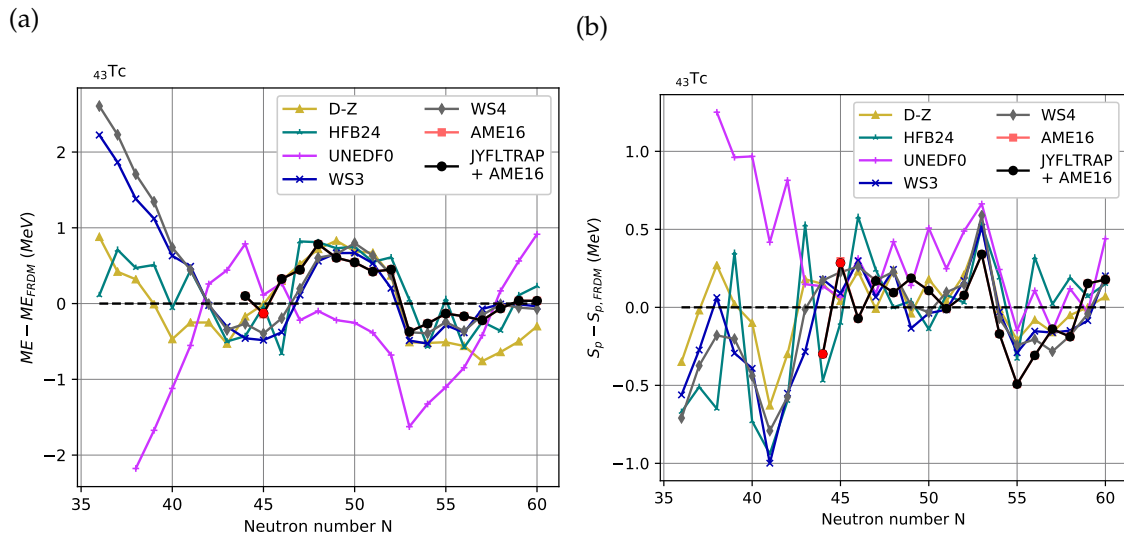 (a)
₄₃Tc
D-Z
HFB24
UNEDF0
WS3
WS4
AME16
JYFLTRAP
+ AME16
ME − ME_FRDM (MeV)
2
1
0
−1
−2
35 40 45 50 55 60
Neutron number N
(b)
₄₃Tc
D-Z
HFB24
UNEDF0
WS3
WS4
AME16
JYFLTRAP
+ AME16
S_p − S_p, FRDM (MeV)
1.0
0.5
0.0
−0.5
−1.0
35 40 45 50 55 60
Neutron number N